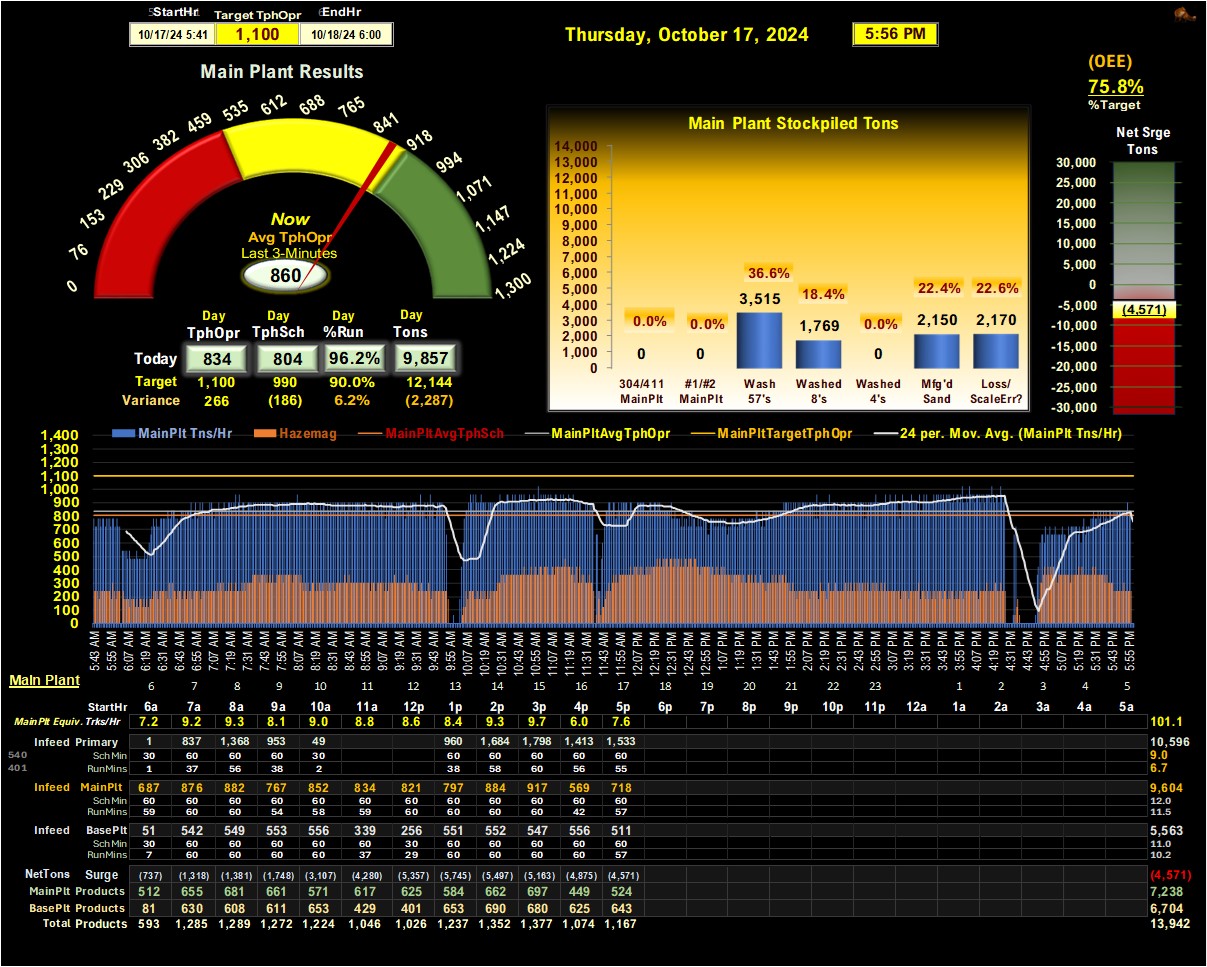 StartHr Target TphOpr EndHr
10/17/24 5:41 1,100 10/18/24 6:00
Thursday, October 17, 2024 5:56 PM
(OEE)
75.8%
%Target
Main Plant Results
0 76 153 229 306 382 459 535 612 688 765 841 918 994 1,071 1,147 1,224 1,300
Now
Avg TphOpr
Last 3-Minutes
860
Day Day Day Day
TphOpr TphSch %Run Tons
Today 834 804 96.2% 9,857
Target 1,100 990 90.0% 12,144
Variance 266 (186) 6.2% (2,287)
Main Plant Stockpiled Tons
14,000
13,000
12,000
11,000
10,000
9,000
8,000
7,000
6,000
5,000
4,000
3,000
2,000
1,000
0
0.0% 0.0% 36.6% 18.4% 0.0% 22.4% 22.6%
0 0 3,515 1,769 0 2,150 2,170
304/411 #1/#2 Wash Washed Washed Mfg'd Loss/
MainPlt MainPlt 57's 8's 4's Sand ScaleErr?
Net Srge
Tons
30,000
25,000
20,000
15,000
10,000
5,000
0
-5,000
-10,000
-15,000
-20,000
-25,000
-30,000
(4,571)
MainPlt Tns/Hr Hazemag MainPltAvgTphSch MainPltAvgTphOpr MainPltTargetTphOpr 24 per. Mov. Avg. (MainPlt Tns/Hr)
1,400
1,300
1,200
1,100
1,000
900
800
700
600
500
400
300
200
100
0
5:43 AM 5:55 AM 6:07 AM 6:19 AM 6:31 AM 6:43 AM 6:55 AM 7:07 AM 7:19 AM 7:31 AM 7:43 AM 7:55 AM 8:07 AM 8:19 AM 8:31 AM 8:43 AM 8:55 AM 9:07 AM 9:19 AM 9:31 AM 9:43 AM 9:55 AM 10:07 AM 10:19 AM 10:31 AM 10:43 AM 10:55 AM 11:07 AM 11:19 AM 11:31 AM 11:43 AM 11:55 AM 12:07 PM 12:19 PM 12:31 PM 12:43 PM 12:55 PM 1:07 PM 1:19 PM 1:31 PM 1:43 PM 1:55 PM 2:07 PM 2:19 PM 2:31 PM 2:43 PM 2:55 PM 3:07 PM 3:19 PM 3:31 PM 3:43 PM 3:55 PM 4:07 PM 4:19 PM 4:31 PM 4:43 PM 4:55 PM 5:07 PM 5:19 PM 5:31 PM 5:43 PM 5:55 PM
Main Plant
6 7 8 9 10 11 12 13 14 15 16 17 18 19 20 21 22 23 1 2 3 4 5
StartHr 6a 7a 8a 9a 10a 11a 12p 1p 2p 3p 4p 5p 6p 7p 8p 9p 10p 11p 12a 1a 2a 3a 4a 5a
MainPlt Equiv. Trks/Hr 7.2 9.2 9.3 8.1 9.0 8.8 8.6 8.4 9.3 9.7 6.0 7.6 101.1
Infeed Primary 1 837 1,368 953 49 960 1,684 1,798 1,413 1,533 10,596
540 SchMin 30 60 60 60 30 60 60 60 60 60 9.0
401 RunMins 1 37 56 38 2 38 58 60 56 55 6.7
Infeed MainPlt 687 876 882 767 852 834 821 797 884 917 569 718 9,604
SchMin 60 60 60 60 60 60 60 60 60 60 60 60 12.0
RunMins 59 60 60 54 58 59 60 60 60 60 42 57 11.5
Infeed BasePlt 51 542 549 553 556 339 256 551 552 547 556 511 5,563
SchMin 30 60 60 60 60 60 30 60 60 60 60 60 11.0
RunMins 7 60 60 60 60 37 29 60 60 60 60 57 10.2
NetTons Surge (737) (1,318) (1,381) (1,748) (3,107) (4,280) (5,357) (5,745) (5,497) (5,163) (4,875) (4,571) (4,571)
MainPlt Products 512 655 681 661 571 617 625 584 662 697 449 524 7,238
BasePlt Products 81 630 608 611 653 429 401 653 690 680 625 643 6,704
Total Products 593 1,285 1,289 1,272 1,224 1,046 1,026 1,237 1,352 1,377 1,074 1,167 13,942